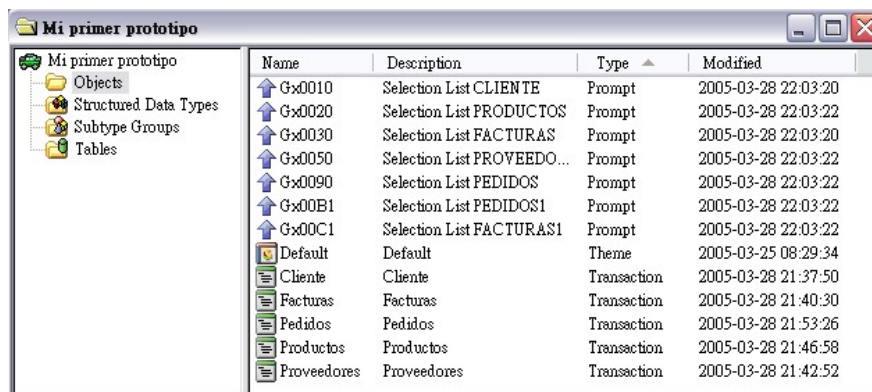 Mi primer prototipo
Mi primer prototipo
Objects
Structured Data Types
Subtype Groups
Tables
Name Description Type Modified
Gx0010 Selection List CLIENTE Prompt 2005-03-28 22:03:20
Gx0020 Selection List PRODUCTOS Prompt 2005-03-28 22:03:22
Gx0030 Selection List FACTURAS Prompt 2005-03-28 22:03:20
Gx0050 Selection List PROVEEDO... Prompt 2005-03-28 22:03:22
Gx0090 Selection List PEDIDOS Prompt 2005-03-28 22:03:22
Gx00B1 Selection List PEDIDOS1 Prompt 2005-03-28 22:03:22
Gx00C1 Selection List FACTURAS1 Prompt 2005-03-28 22:03:22
Default Default Theme 2005-03-25 08:29:34
Cliente Cliente Transaction 2005-03-28 21:37:50
Facturas Facturas Transaction 2005-03-28 21:40:30
Pedidos Pedidos Transaction 2005-03-28 21:53:26
Productos Productos Transaction 2005-03-28 21:46:58
Proveedores Proveedores Transaction 2005-03-28 21:42:52